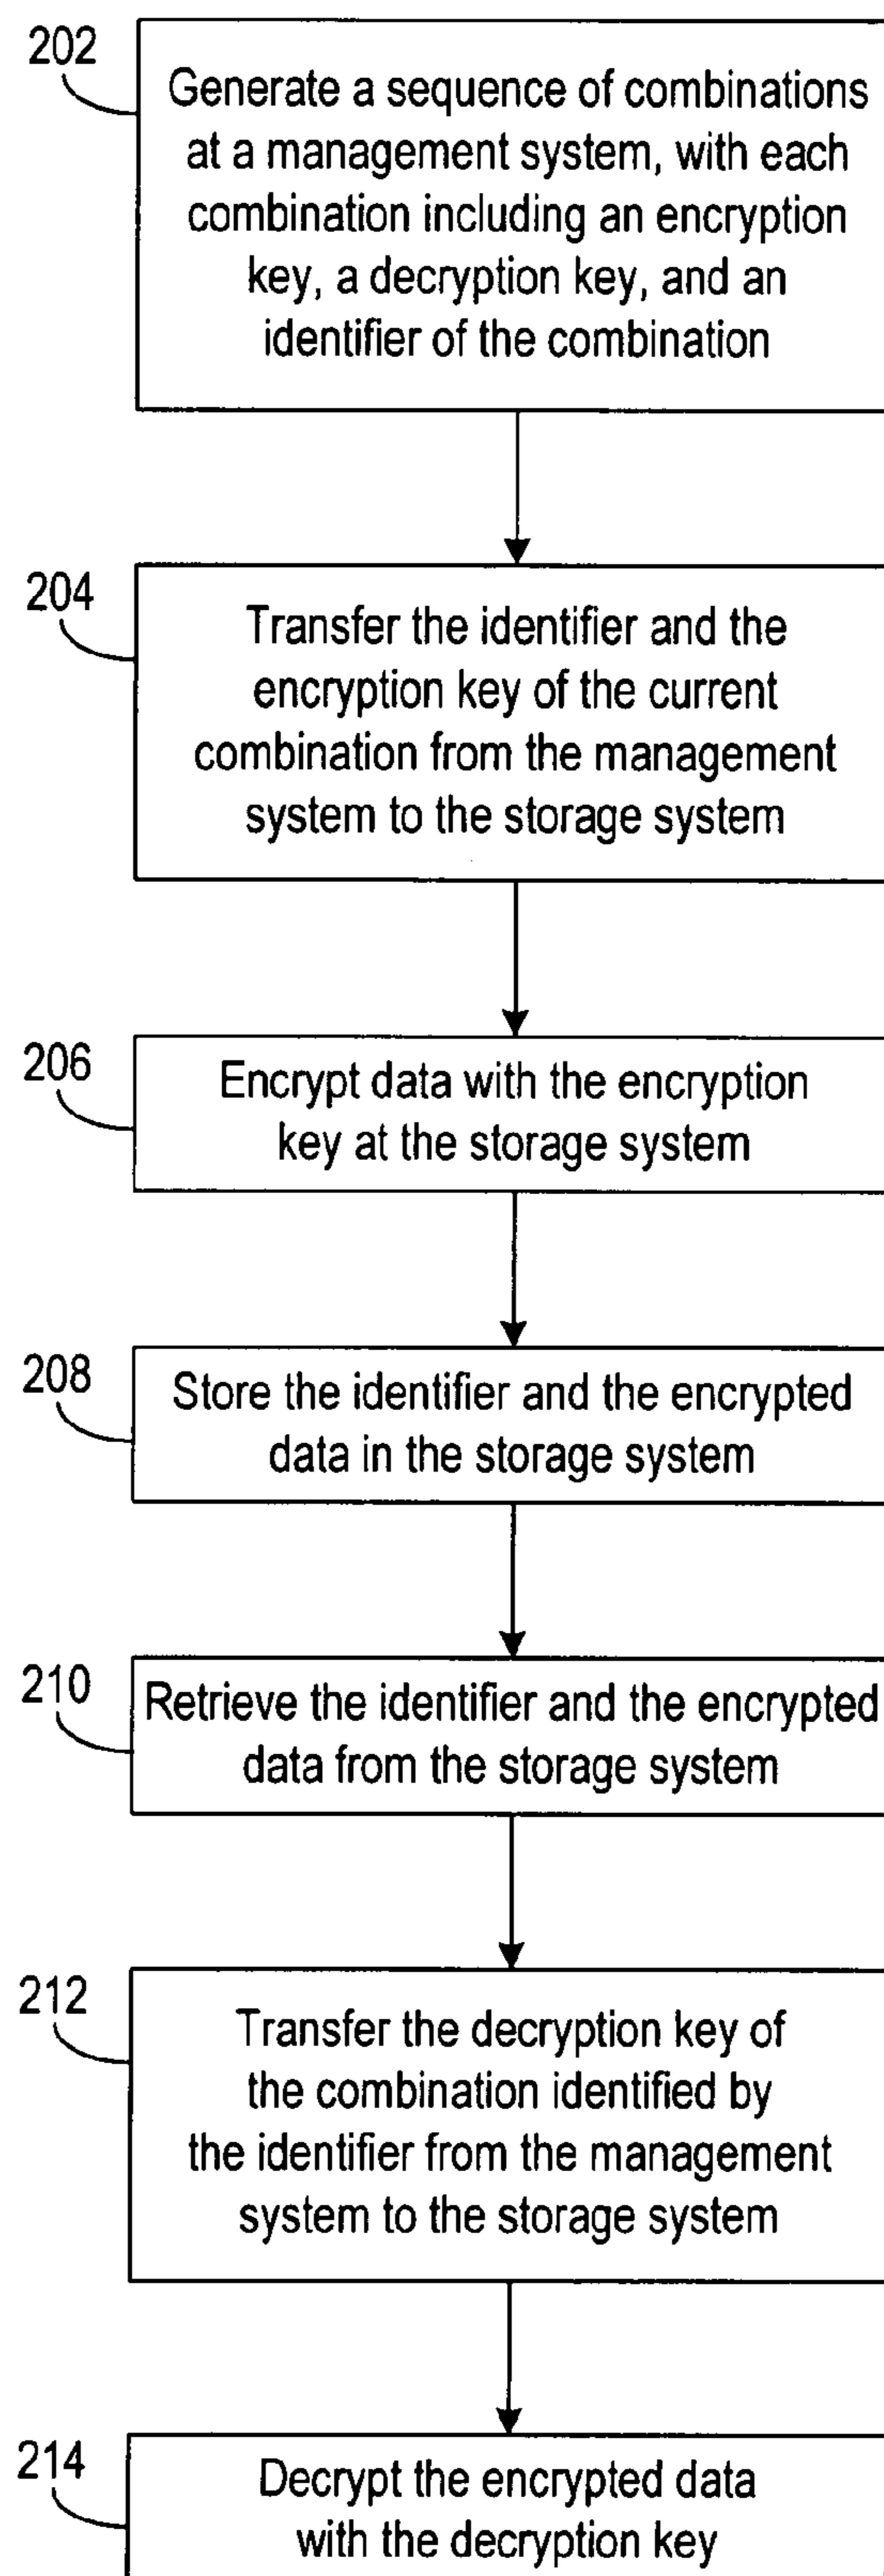 202
Generate a sequence of combinations
at a management system, with each
combination including an encryption
key, a decryption key, and an
identifier of the combination
204
Transfer the identifier and the
encryption key of the current
combination from the management
system to the storage system
206
Encrypt data with the encryption
key at the storage system
208
Store the identifier and the encrypted
data in the storage system
210
Retrieve the identifier and the encrypted
data from the storage system
212
Transfer the decryption key of
the combination identified by
the identifier from the management
system to the storage system
214
Decrypt the encrypted data
with the decryption key